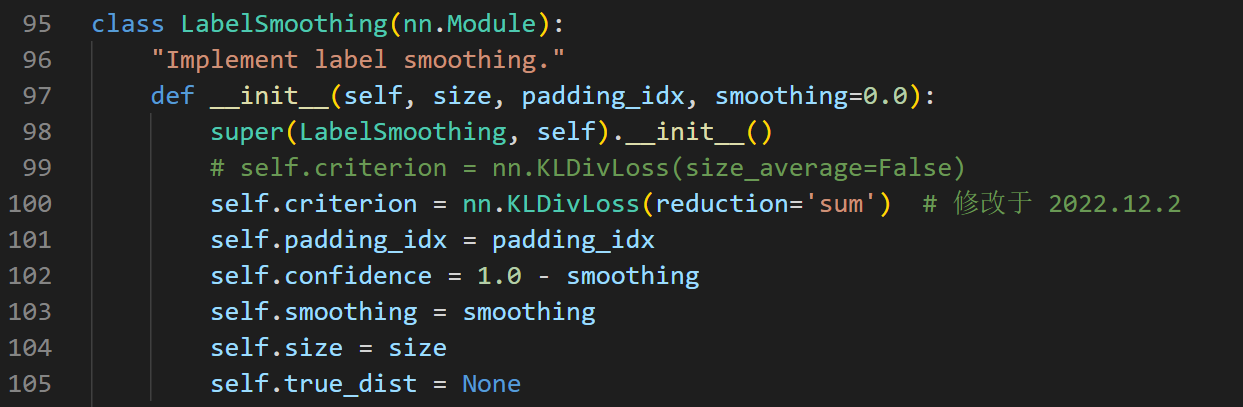 95 class LabelSmoothing(nn.Module):
96 "Implement label smoothing."
97 def __init__(self, size, padding_idx, smoothing=0.0):
98 super(LabelSmoothing, self).__init__()
99 # self.criterion = nn.KLDivLoss(size_average=False)
100 self.criterion = nn.KLDivLoss(reduction='sum')  # 修改于 2022.12.2
101 self.padding_idx = padding_idx
102 self.confidence = 1.0 - smoothing
103 self.smoothing = smoothing
104 self.size = size
105 self.true_dist = None